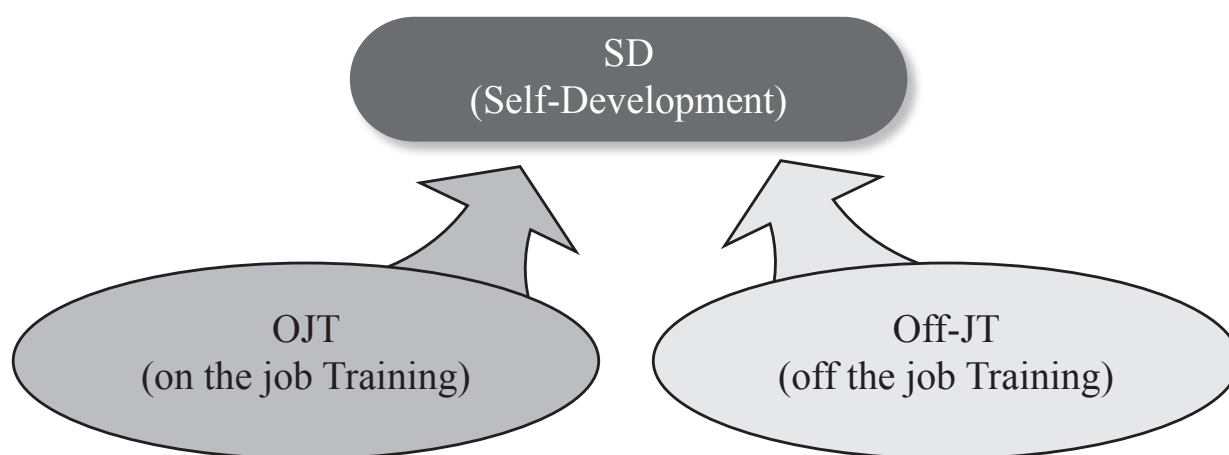 SD
(Self-Development)
OJT
(on the job Training)
Off-JT
(off the job Training)